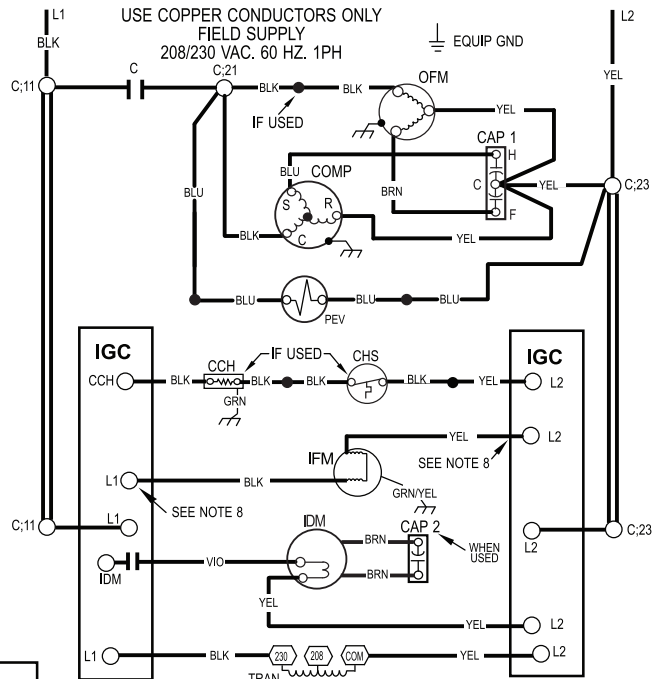 L1
USE COPPER CONDUCTORS ONLY
L2
BLK
FIELD SUPPLY
208/230 VAC. 60 HZ. 1PH
EQUIP GND
YEL
C
C;21
C;11
BLK
BLK
OFM
IF USED
YEL
CAP 1
H
BLU
COMP
BLU
S
R
BRN
C
YEL
C;23
F
C
BLK
YEL
BLU
BLU
BLU
PEV
IGC
IGC
IF USED
CHS
CCH
BLK
CCH
BLK
BLK
BLK
YEL
L2
GRN
YEL
L2
IFM
SEE NOTE 8
L1
BLK
GRN/YEL
SEE NOTE 8
C;11
L1
IDM
CAP 2
C;23
BRN
WHEN
USED
L2
IDM
VIO
BRN
YEL
YEL
L2
L1
BLK
230
208
COM
YEL
L2
TRAN